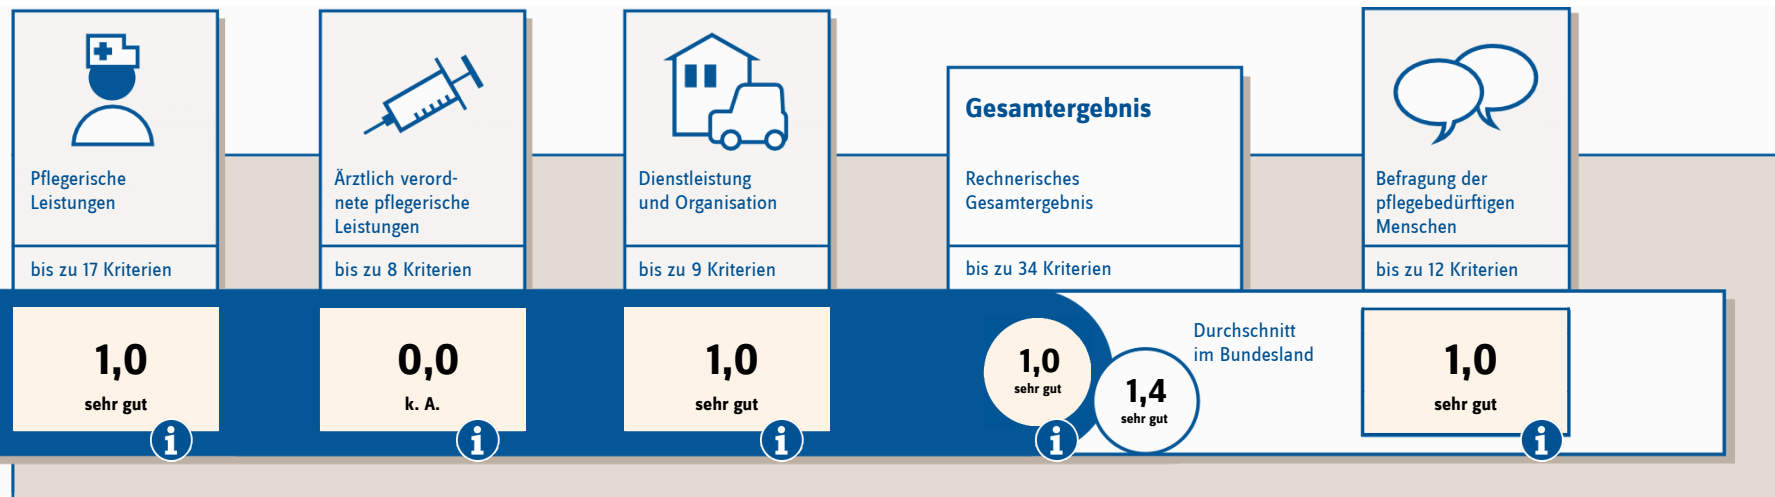 Pflegerische
Leistungen
bis zu 17 Kriterien
1,0
sehr gut
i
Ärztlich verord-
nete pflegerische
Leistungen
bis zu 8 Kriterien
0,0
k. A.
i
Dienstleistung
und Organisation
bis zu 9 Kriterien
1,0
sehr gut
i
Gesamtergebnis
Rechnerisches
Gesamtergebnis
bis zu 34 Kriterien
1,0
sehr gut
i
1,4
sehr gut
Durchschnitt
im Bundesland
Befragung der
pflegebedürftigen
Menschen
bis zu 12 Kriterien
1,0
sehr gut
i